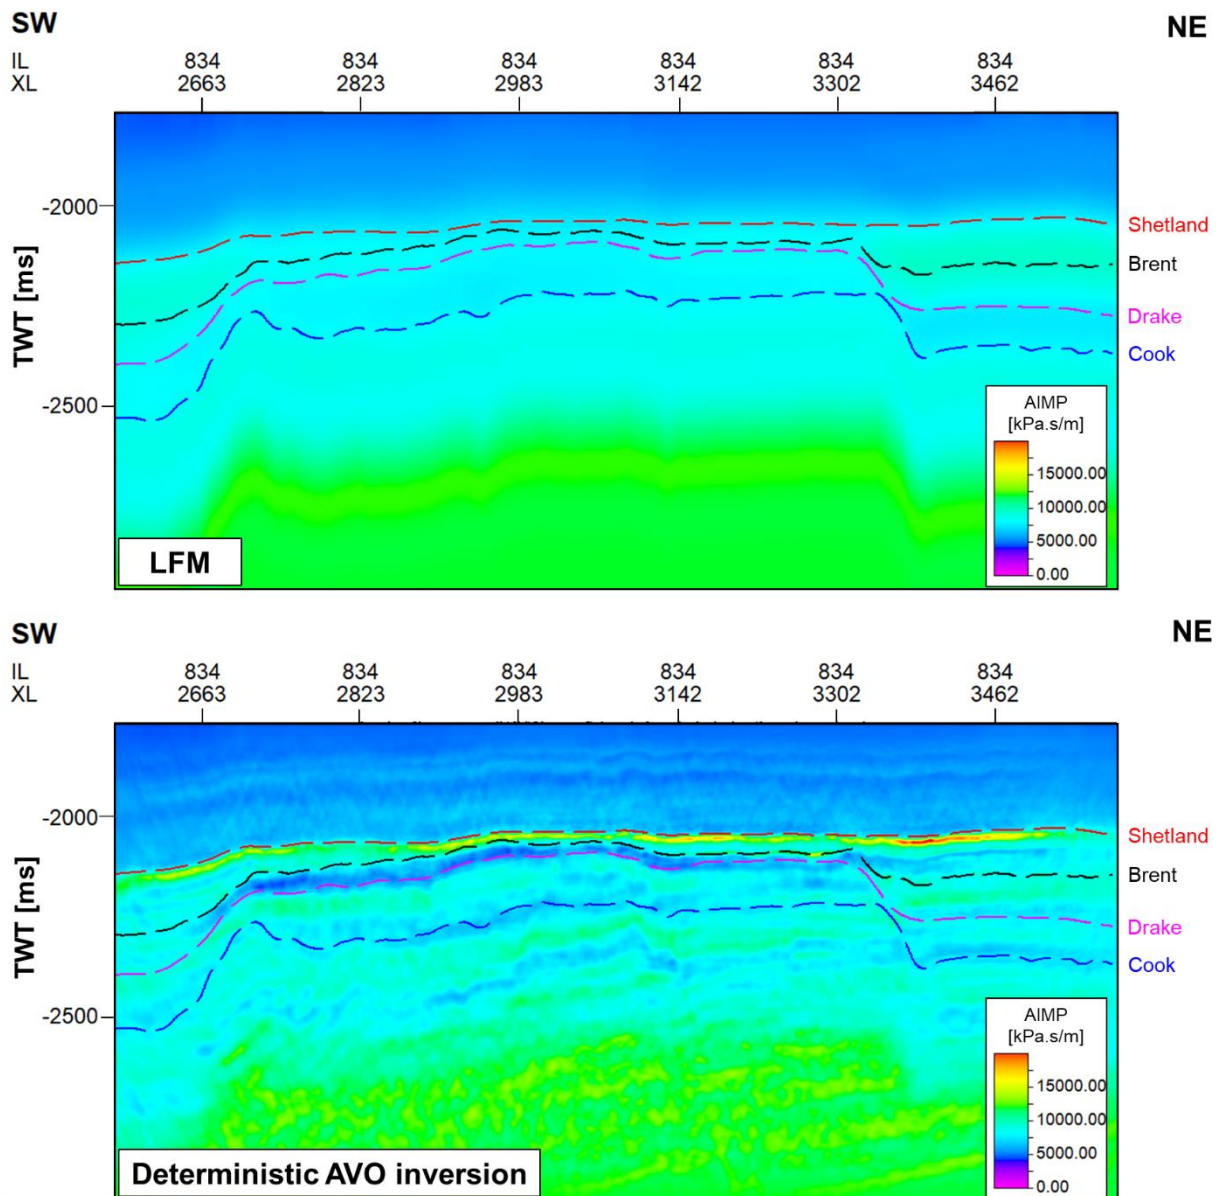 SW NE
IL 834 834 834 834 834 834
XL 2663 2823 2983 3142 3302 3462
TWT [ms]
-2000
-2500
Shetland
Brent
Drake
Cook
AIMP
[kPa.s/m]
15000.00
10000.00
5000.00
0.00
LFM
SW NE
IL 834 834 834 834 834 834
XL 2663 2823 2983 3142 3302 3462
TWT [ms]
-2000
-2500
Shetland
Brent
Drake
Cook
AIMP
[kPa.s/m]
15000.00
10000.00
5000.00
0.00
Deterministic AVO inversion